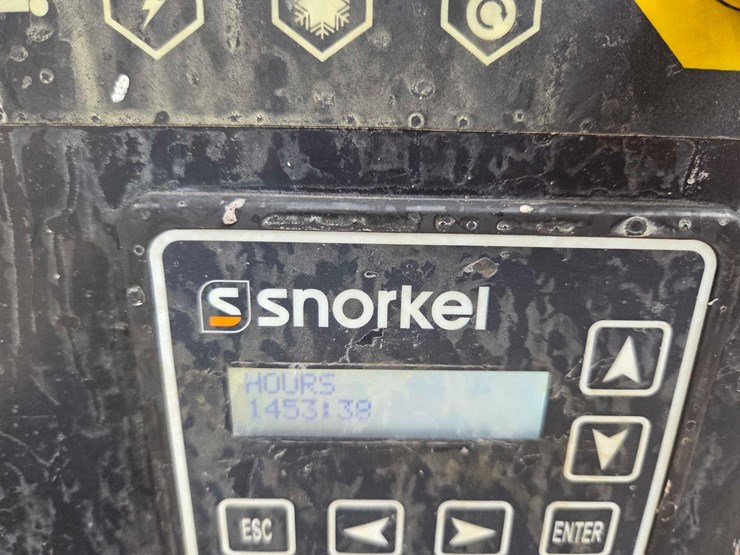 snorkel
HOURS
1453:38
ESC
ENTER